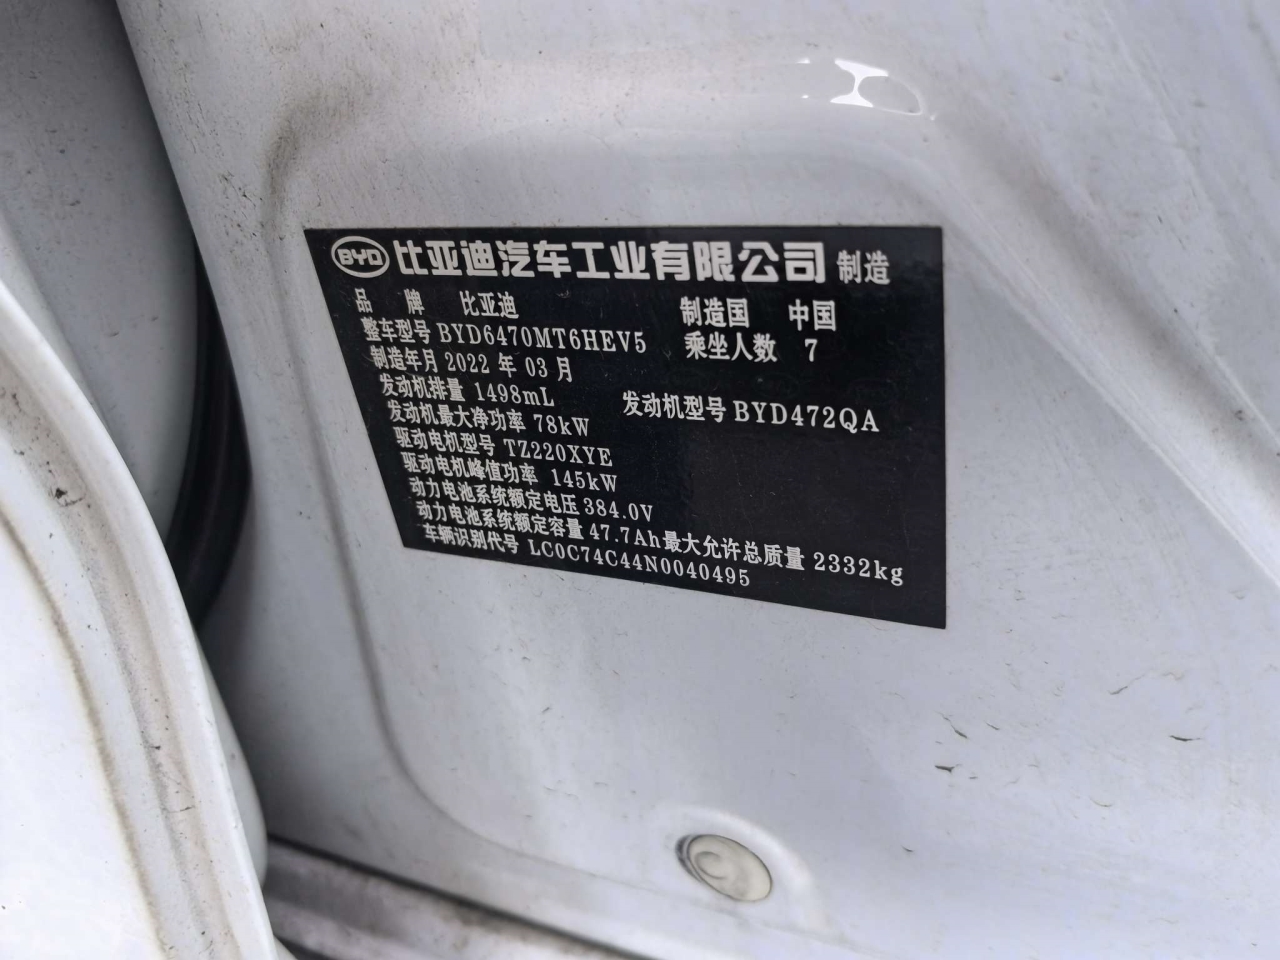 BYD 比亚迪汽车工业有限公司 制造
品 牌 比亚迪 制造国 中国
整车型号 BYD6470MT6HEV5 乘坐人数 7
制造年月 2022 年 03 月
发动机排量 1498mL 发动机型号 BYD472QA
发动机最大净功率 78kW
驱动电机型号 TZ220XYE
驱动电机峰值功率 145kW
动力电池系统额定电压 384.0V
动力电池系统额定容量 47.7Ah 最大允许总质量 2332kg
车辆识别代号 LC0C74C44N0040495